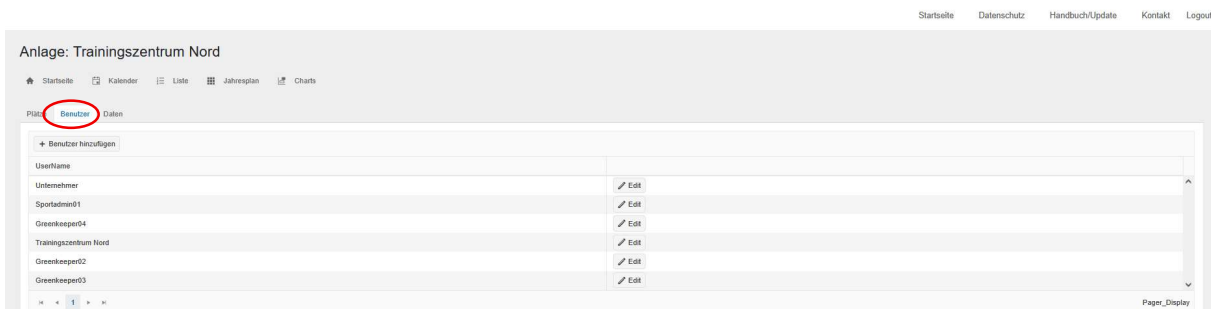 Startseite Datenschutz Handbuch/Update Kontakt Logout
Anlage: Trainingszentrum Nord
Startseite Kalender Liste Jahresplan Charts
Plätze Benutzer Daten
+ Benutzer hinzufügen
UserName
Unternehmer Edit
Sportadmin01 Edit
Greenkeeper04 Edit
Trainingszentrum Nord Edit
Greenkeeper02 Edit
Greenkeeper03 Edit
1 Pager_Display